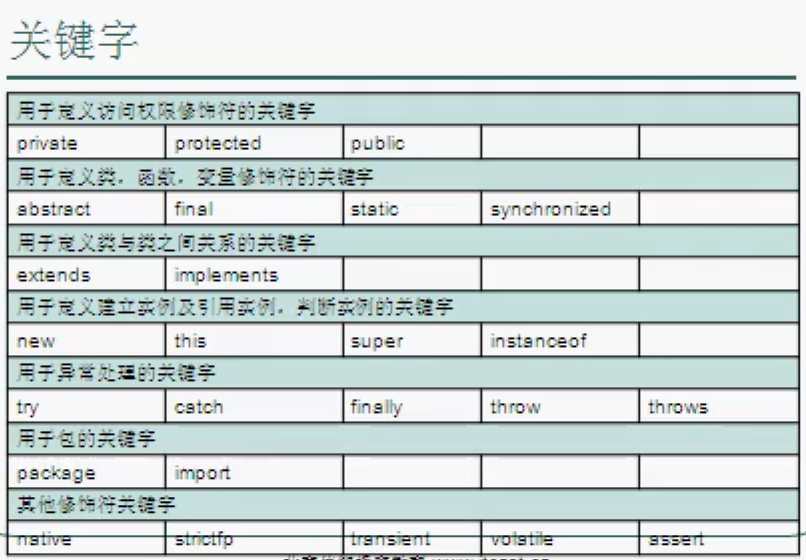 关键字
用于定义访问权限修饰符的关键字
private protected public
用于定义类，函数，变量修饰符的关键字
abstract final static synchronized
用于定义类与类之间关系的关键字
extends implements
用于定义建立实例及引用实例，判断实例的关键字
new this super instanceof
用于异常处理的关键字
try catch finally throw throws
用于包的关键字
package import
其他修饰符关键字
native strictfp transient volatile assert